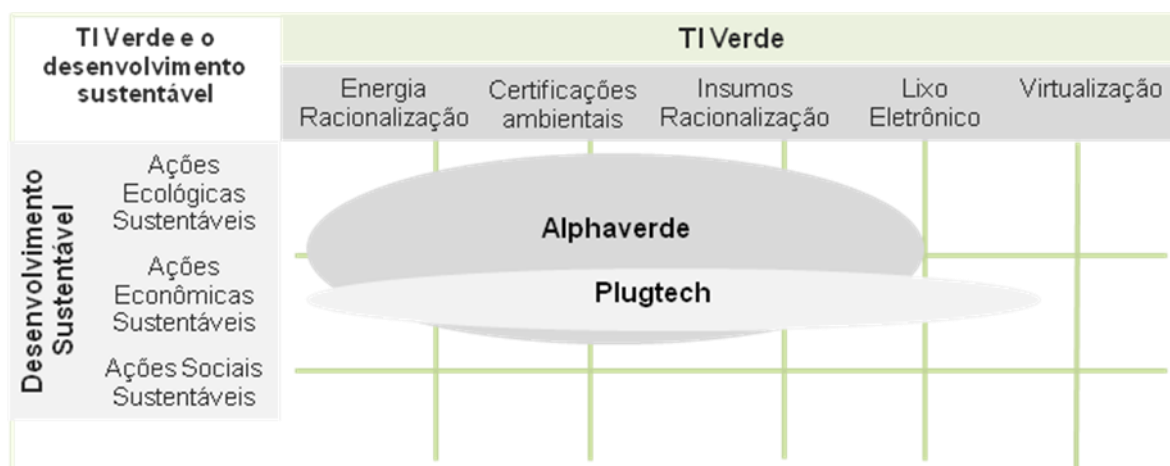 TI Verde e o
desenvolvimento
sustentável
TI Verde
Energia
Racionalização
Certificações
ambientais
Insumos
Racionalização
Lixo
Eletrônico
Virtualização
Desenvolvimento
Sustentável
Ações
Ecológicas
Sustentáveis
Ações
Econômicas
Sustentáveis
Ações Sociais
Sustentáveis
Alphaverde
Plugtech